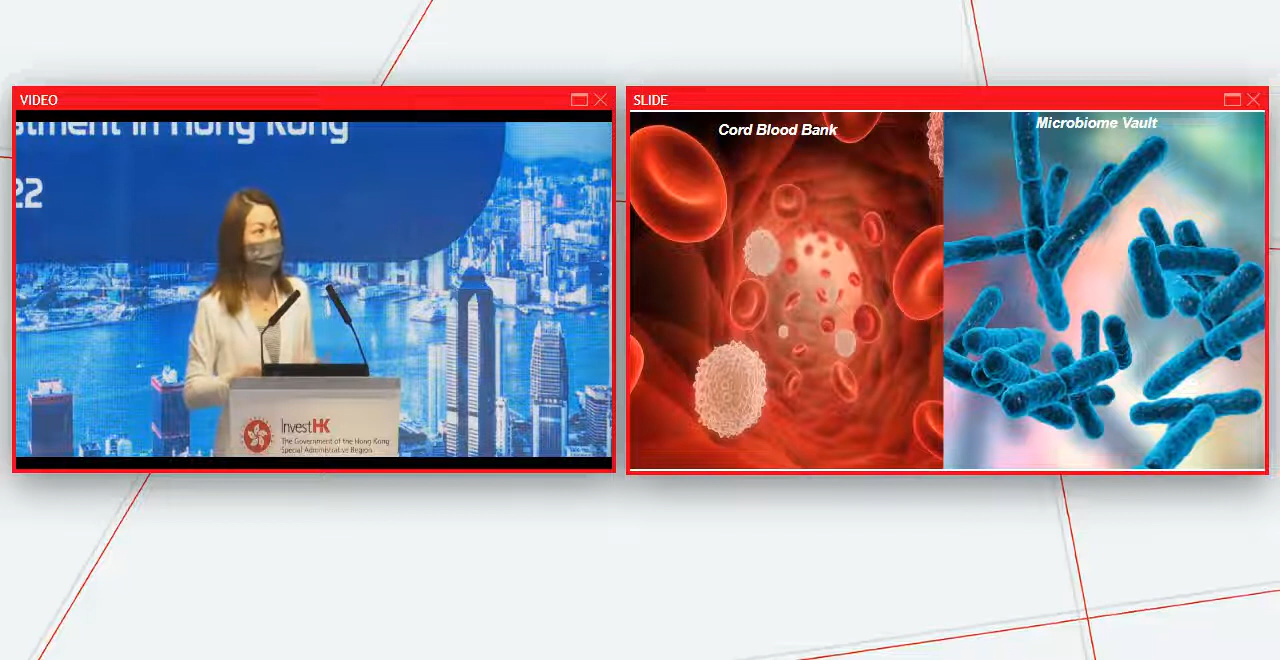 VIDEO
in Hong Kong
22
InvestHK
The Government of the Hong Kong
Special Administrative Region
SLIDE
Cord Blood Bank
Microbiome Vault